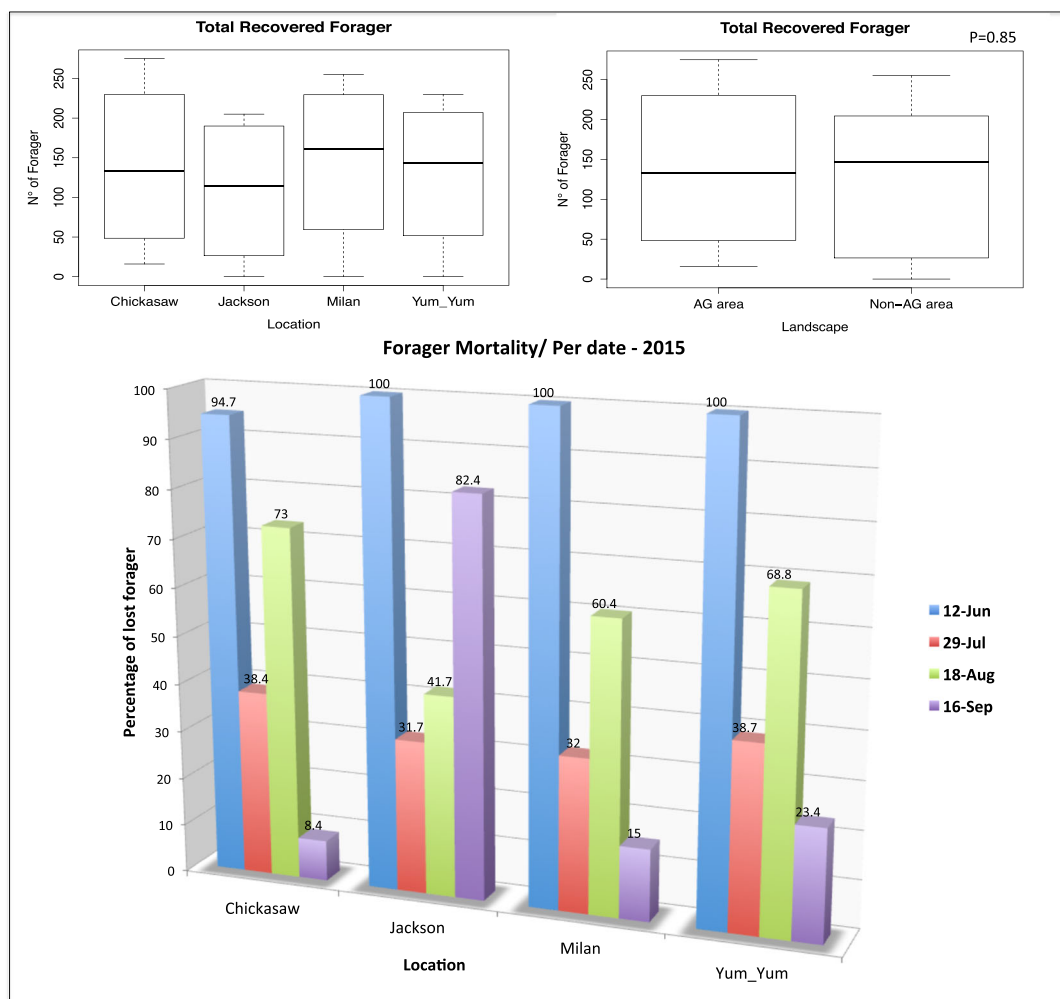 Total Recovered Forager
N° of Forager
250
200
150
100
50
0
Chickasaw Jackson Milan Yum_Yum
Location
Total Recovered Forager
P=0.85
N° of Forager
250
200
150
100
50
0
AG area Non-AG area
Landscape
Forager Mortality/ Per date - 2015
Percentage of lost forager
100
90
80
70
60
50
40
30
20
10
0
94.7 38.4 73 8.4
100 31.7 41.7 82.4
100 32 60.4 15
100 38.7 68.8 23.4
Chickasaw
Jackson
Milan
Yum_Yum
Location
12-Jun
29-Jul
18-Aug
16-Sep